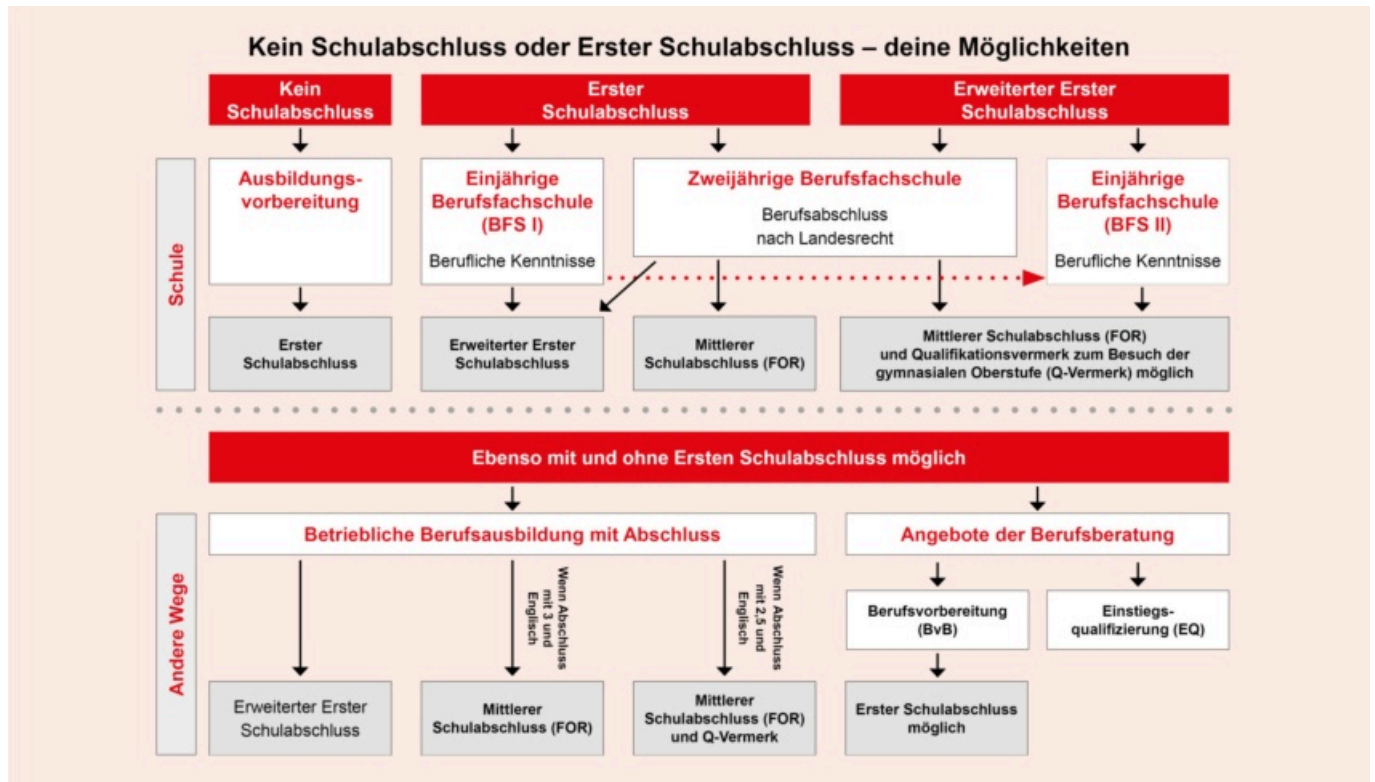 Kein Schulabschluss oder Erster Schulabschluss – deine Möglichkeiten
Kein
Schulabschluss
Erster
Schulabschluss
Erweiterter Erster
Schulabschluss
Schule
Ausbildungs-
vorbereitung
Einjährige
Berufsfachschule
(BFS I)
Berufliche Kenntnisse
Zweijährige Berufsfachschule
Berufsabschluss
nach Landesrecht
Einjährige
Berufsfachschule
(BFS II)
Berufliche Kenntnisse
Erster
Schulabschluss
Erweiterter Erster
Schulabschluss
Mittlerer
Schulabschluss (FOR)
Mittlerer Schulabschluss (FOR)
und Qualifikationsvermerk zum Besuch der
gymnasialen Oberstufe (Q-Vermerk) möglich
Ebenso mit und ohne Ersten Schulabschluss möglich
Andere Wege
Betriebliche Berufsausbildung mit Abschluss
Angebote der Berufsberatung
Wenn Abschluss
mit 3 und
Englisch
Wenn Abschluss
mit 2,5 und
Englisch
Berufsvorbereitung
(BvB)
Einstiegs-
qualifizierung (EQ)
Erweiterter Erster
Schulabschluss
Mittlerer
Schulabschluss (FOR)
Mittlerer
Schulabschluss (FOR)
und Q-Vermerk
Erster Schulabschluss
möglich